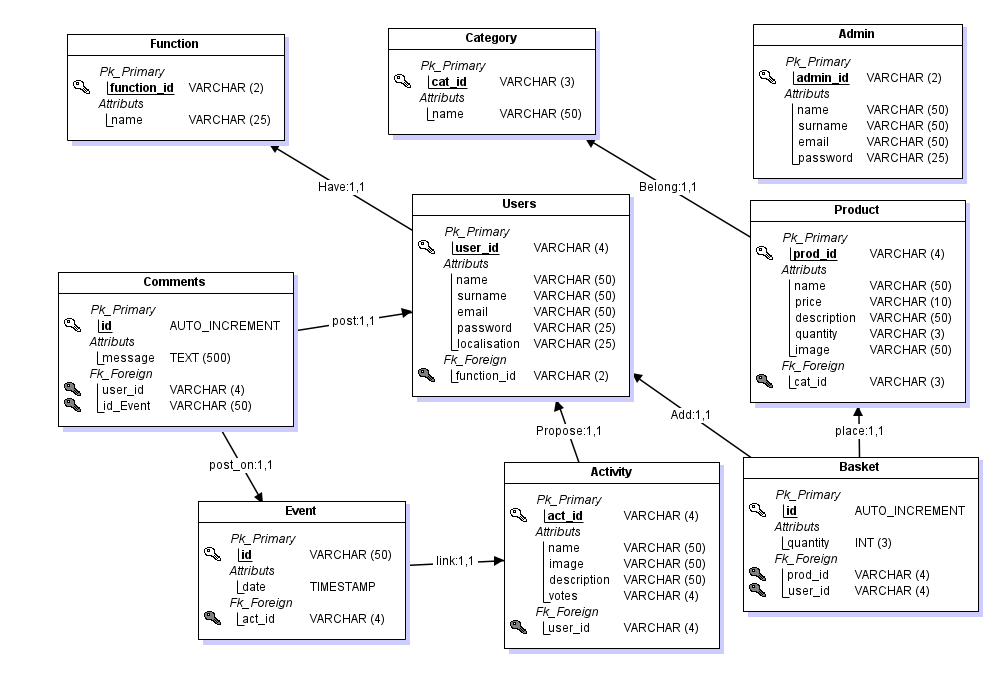 Function
Pk_Primary
function_id VARCHAR (2)
Attributs
name VARCHAR (25)
Category
Pk_Primary
cat_id VARCHAR (3)
Attributs
name VARCHAR (50)
Admin
Pk_Primary
admin_id VARCHAR (2)
Attributs
name VARCHAR (50)
surname VARCHAR (50)
email VARCHAR (50)
password VARCHAR (25)
Have:1,1
Belong:1,1
Users
Pk_Primary
user_id VARCHAR (4)
Attributs
name VARCHAR (50)
surname VARCHAR (50)
email VARCHAR (50)
password VARCHAR (25)
localisation VARCHAR (25)
Fk_Foreign
function_id VARCHAR (2)
Product
Pk_Primary
prod_id VARCHAR (4)
Attributs
name VARCHAR (50)
price VARCHAR (10)
description VARCHAR (50)
quantity VARCHAR (3)
image VARCHAR (50)
Fk_Foreign
cat_id VARCHAR (3)
Comments
Pk_Primary
id AUTO_INCREMENT
Attributs
message TEXT (500)
Fk_Foreign
user_id VARCHAR (4)
id_Event VARCHAR (50)
post:1,1
post_on:1,1
Propose:1,1
Add:1,1
place:1,1
Event
Pk_Primary
id VARCHAR (50)
Attributs
date TIMESTAMP
Fk_Foreign
act_id VARCHAR (4)
link:1,1
Activity
Pk_Primary
act_id VARCHAR (4)
Attributs
name VARCHAR (50)
image VARCHAR (50)
description VARCHAR (50)
votes VARCHAR (4)
Fk_Foreign
user_id VARCHAR (4)
Basket
Pk_Primary
id AUTO_INCREMENT
Attributs
quantity INT (3)
Fk_Foreign
prod_id VARCHAR (4)
user_id VARCHAR (4)